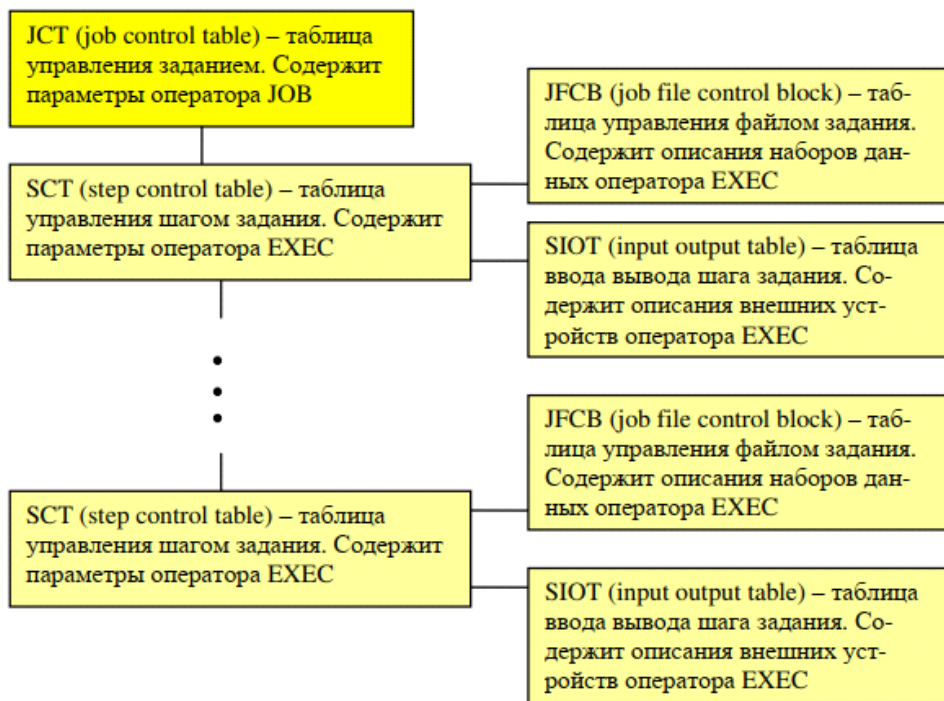 JCT (job control table) – таблица
управления заданием. Содержит
параметры оператора JOB
JFCB (job file control block) – таб-
лица управления файлом задания.
Содержит описания наборов дан-
ных оператора EXEC
SCT (step control table) – таблица
управления шагом задания. Содержит
параметры оператора EXEC
SIOT (input output table) – таблица
ввода вывода шага задания. Со-
держит описания внешних уст-
ройств оператора EXEC
JFCB (job file control block) – таб-
лица управления файлом задания.
Содержит описания наборов дан-
ных оператора EXEC
SCT (step control table) – таблица
управления шагом задания. Содержит
параметры оператора EXEC
SIOT (input output table) – таблица
ввода вывода шага задания. Со-
держит описания внешних уст-
ройств оператора EXEC